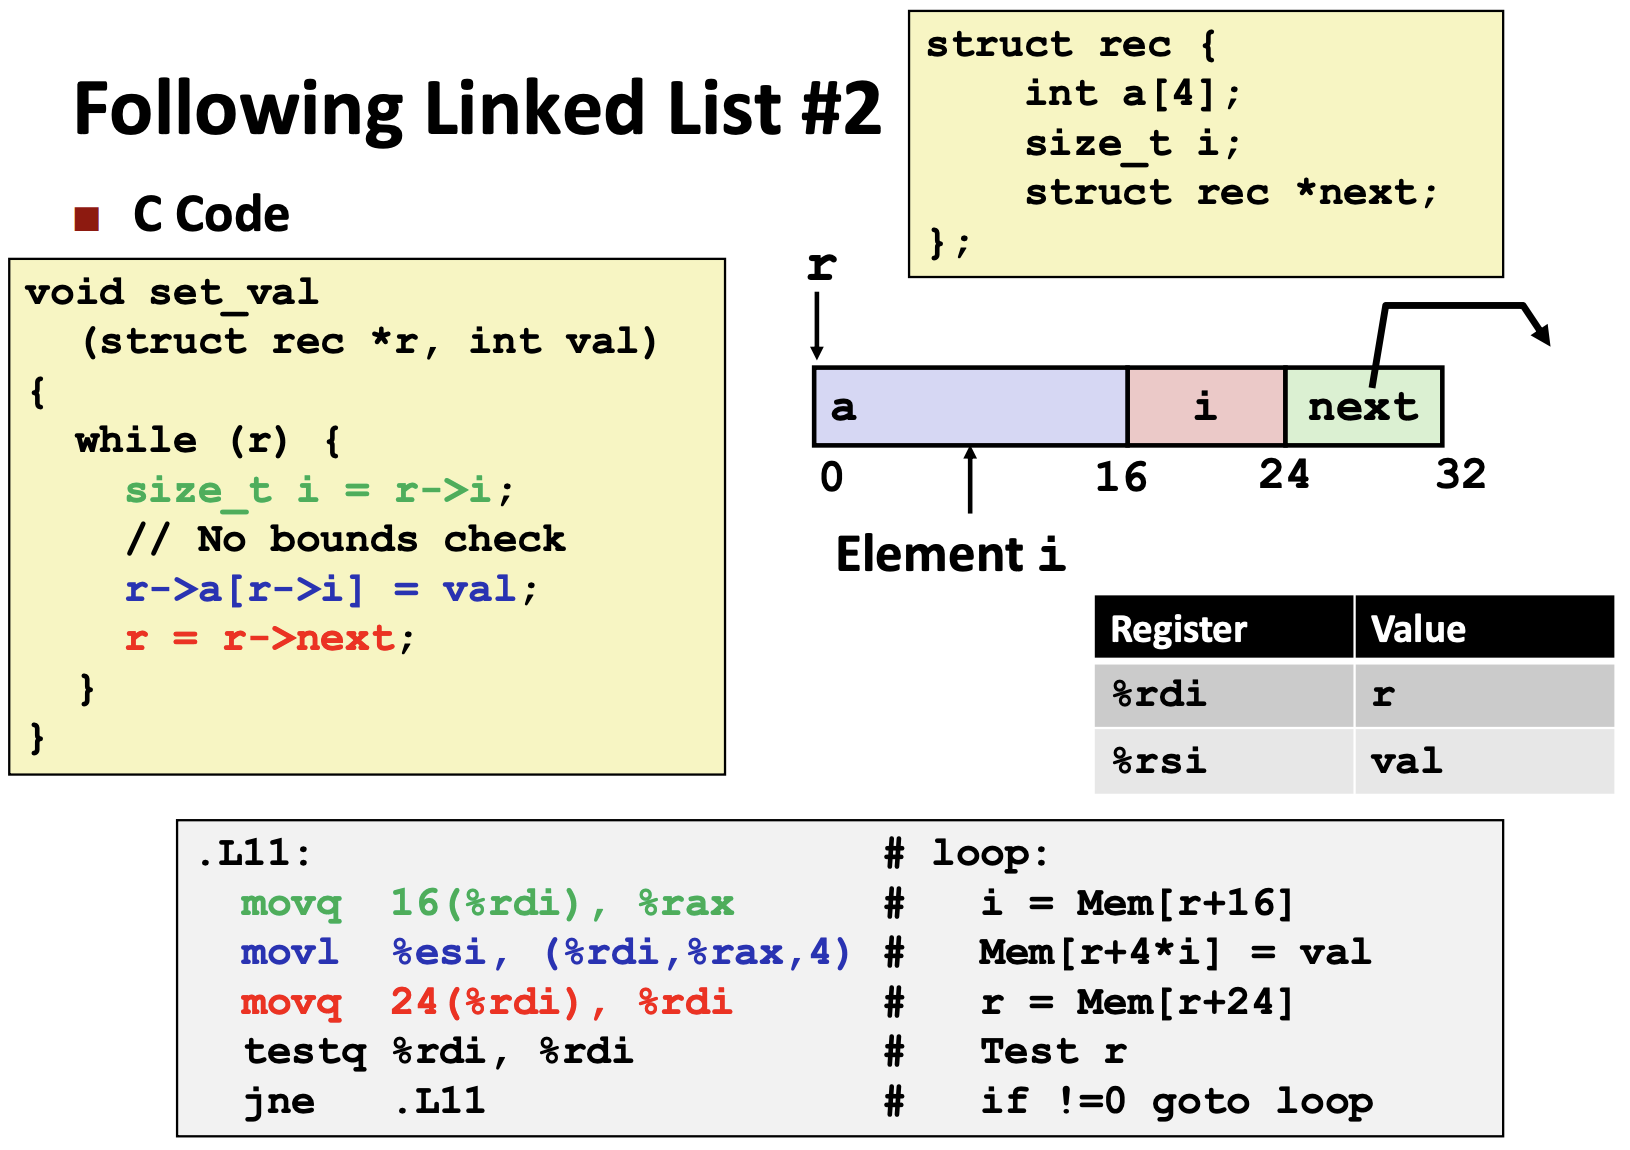 Following Linked List #2
struct rec {
    int a[4];
    size_t i;
    struct rec *next;
};
■ C Code
void set_val
  (struct rec *r, int val)
{
  while (r) {
    size_t i = r->i;
    // No bounds check
    r->a[r->i] = val;
    r = r->next;
  }
}
r
a i next
0 16 24 32
Element i
Register Value
%rdi r
%rsi val
.L11: # loop:
  movq 16(%rdi), %rax # i = Mem[r+16]
  movl %esi, (%rdi,%rax,4) # Mem[r+4*i] = val
  movq 24(%rdi), %rdi # r = Mem[r+24]
  testq %rdi, %rdi # Test r
  jne .L11 # if !=0 goto loop